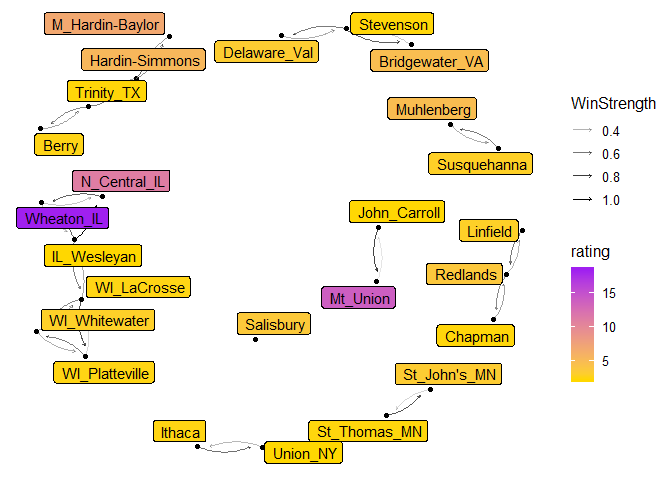 M_Hardin-Baylor
Stevenson
Delaware_Val
Hardin-Simmons
Bridgewater_VA
Trinity_TX
Muhlenberg
Berry
Susquehanna
N_Central_IL
Wheaton_IL
John_Carroll
Linfield
IL_Wesleyan
Redlands
WI_LaCrosse
Mt_Union
WI_Whitewater
Salisbury
Chapman
WI_Platteville
St_John's_MN
Ithaca
St_Thomas_MN
Union_NY
WinStrength
0.4
0.6
0.8
1.0
rating
15
10
5